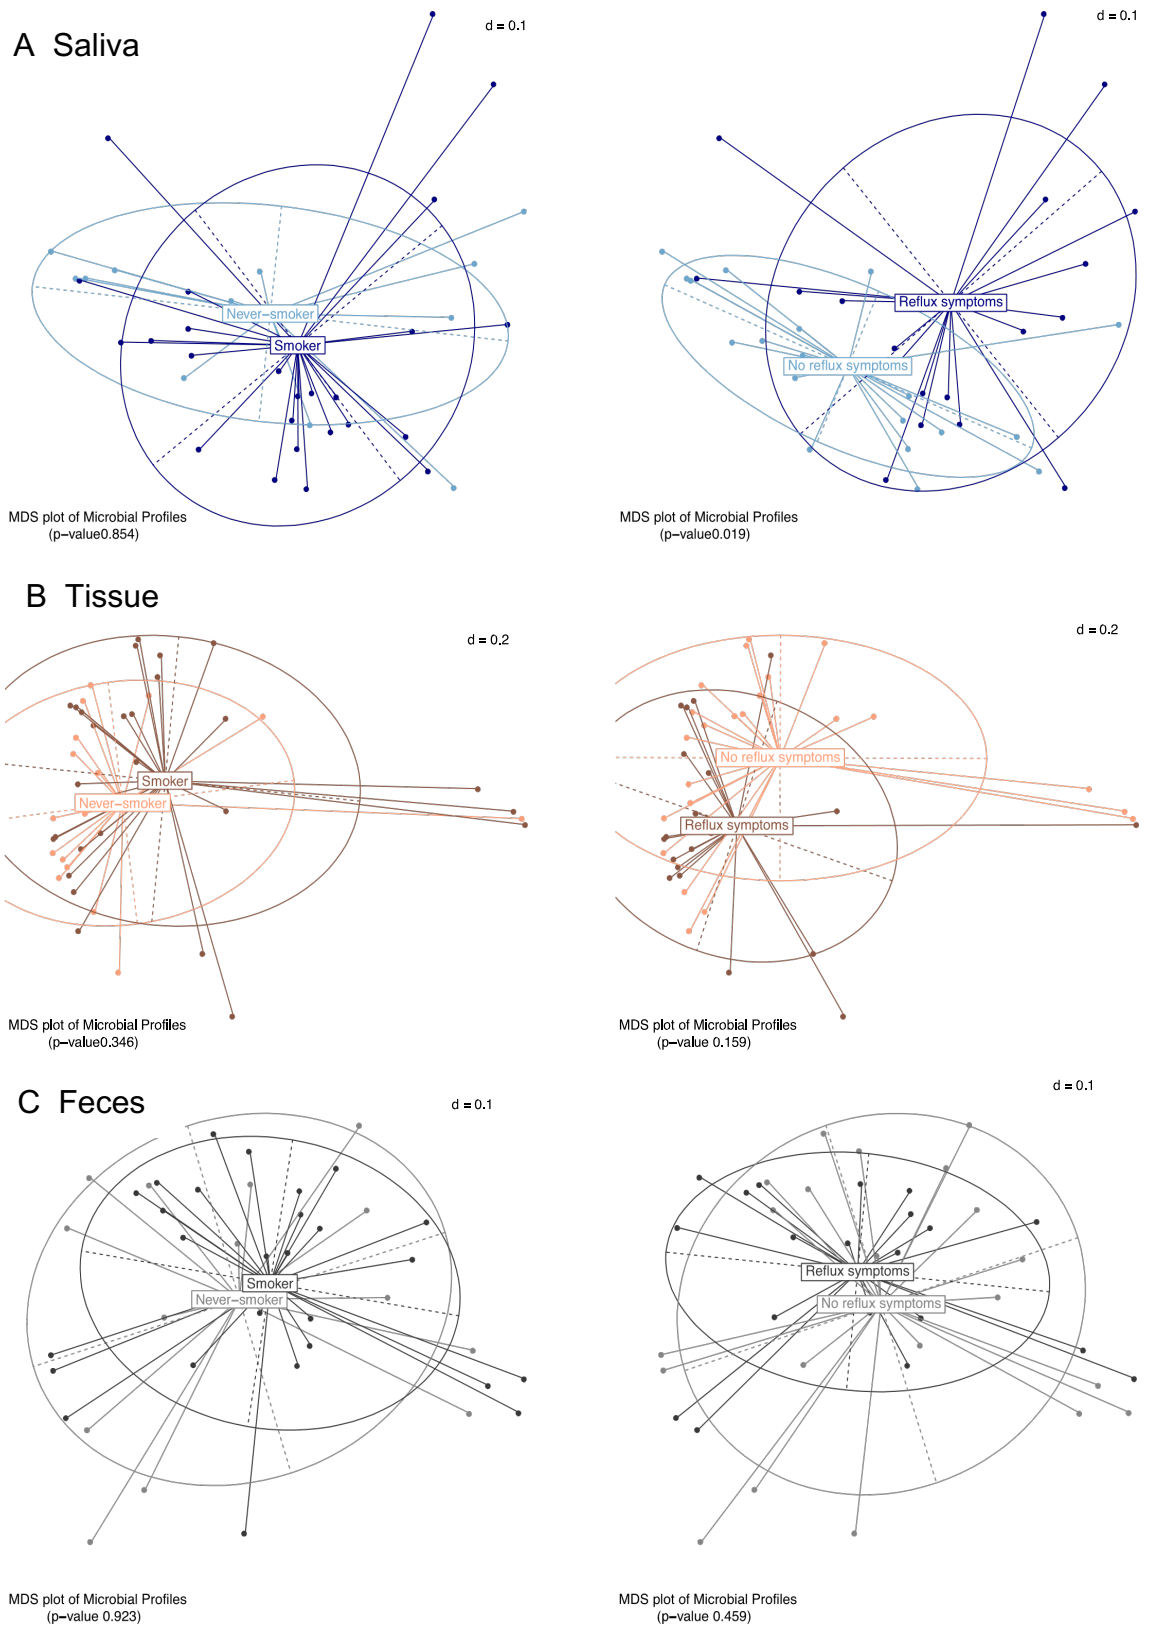 A Saliva
d = 0.1
Never−smoker
Smoker
MDS plot of Microbial Profiles
(p−value0.854)
d = 0.1
Reflux symptoms
No reflux symptoms
MDS plot of Microbial Profiles
(p−value0.019)
B Tissue
d = 0.2
Smoker
Never−smoker
MDS plot of Microbial Profiles
(p−value0.346)
d = 0.2
No reflux symptoms
Reflux symptoms
MDS plot of Microbial Profiles
(p−value 0.159)
C Feces
d = 0.1
Smoker
Never−smoker
MDS plot of Microbial Profiles
(p−value 0.923)
d = 0.1
Reflux symptoms
No reflux symptoms
MDS plot of Microbial Profiles
(p−value 0.459)